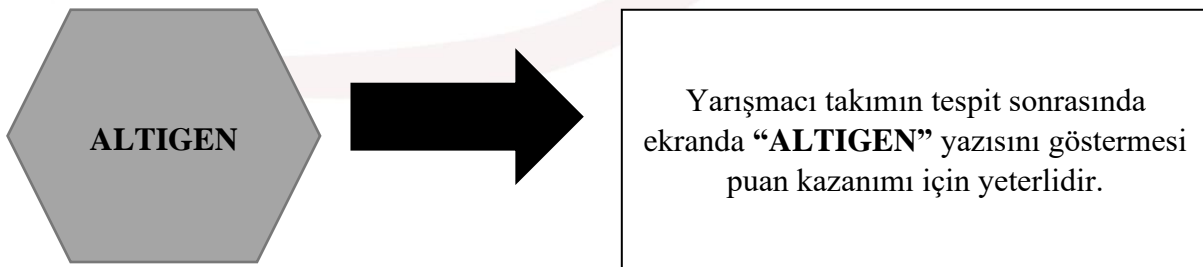 ALTIGEN
Yarışmacı takımın tespit sonrasında
ekranda “ALTIGEN” yazısını göstermesi
puan kazanımı için yeterlidir.